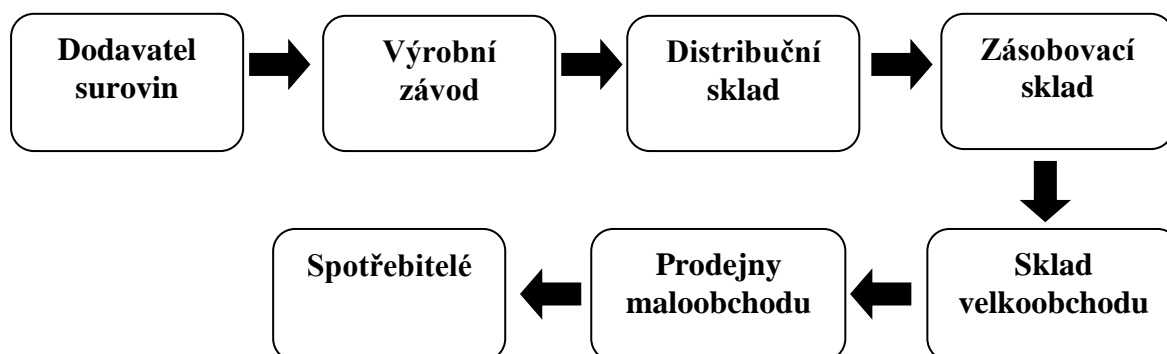 Dodavatel
surovin
Výrobní
závod
Distribuční
sklad
Zásobovací
sklad
Sklad
velkoobchodu
Prodejny
maloobchodu
Spotřebitelé